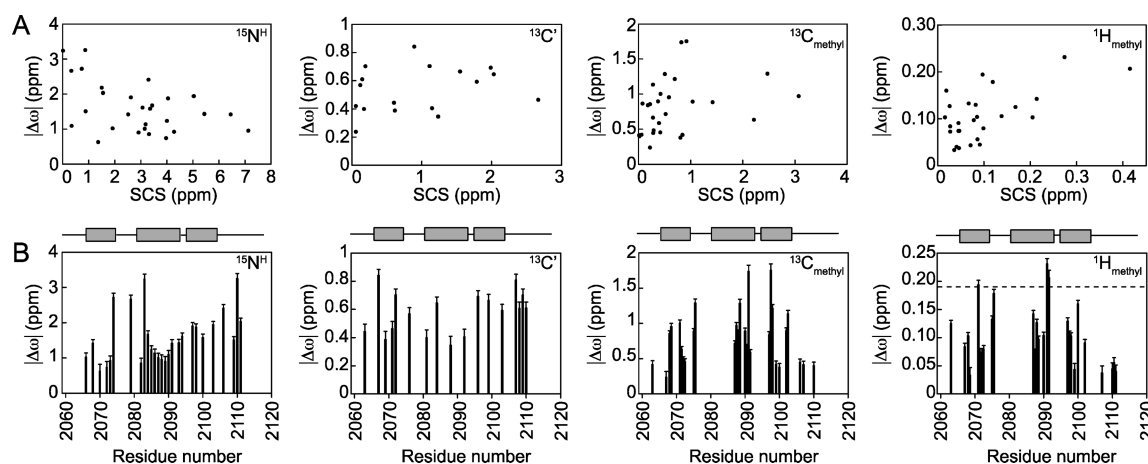 A
¹⁵Nᴴ
¹³C'
¹³Cmethyl
¹Hmethyl
|Δω| (ppm)
4
3
2
1
0
0 1 2 3 4 5 6 7 8
SCS (ppm)
|Δω| (ppm)
1
0.8
0.6
0.4
0.2
0
0 1 2 3
SCS (ppm)
|Δω| (ppm)
2
1.5
1
0.5
0
0 1 2 3 4
SCS (ppm)
|Δω| (ppm)
0.30
0.20
0.10
0
0 0.1 0.2 0.3 0.4
SCS (ppm)
B
¹⁵Nᴴ
¹³C'
¹³Cmethyl
¹Hmethyl
|Δω| (ppm)
4
3
2
1
0
2060 2070 2080 2090 2100 2110 2120
Residue number
|Δω| (ppm)
1
0.8
0.6
0.4
0.2
0
2060 2070 2080 2090 2100 2110 2120
Residue number
|Δω| (ppm)
2
1.5
1
0.5
0
2060 2070 2080 2090 2100 2110 2120
Residue number
|Δω| (ppm)
0.25
0.20
0.15
0.10
0.05
0
2060 2070 2080 2090 2100 2110 2120
Residue number